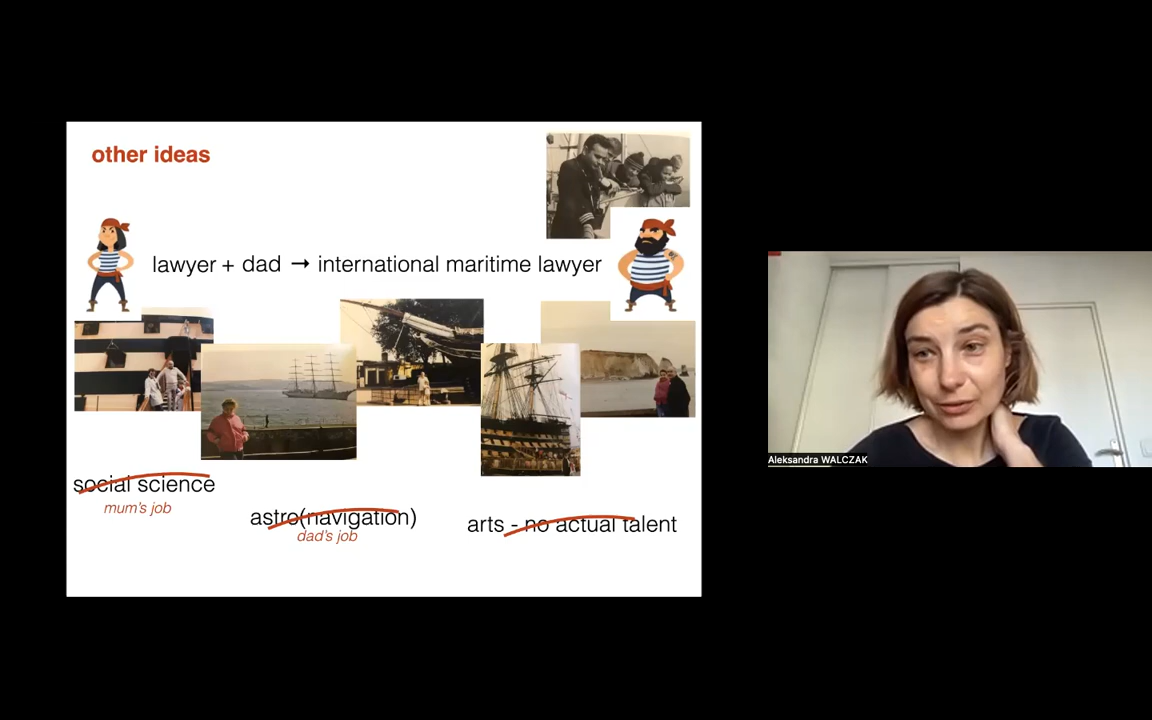 other ideas
lawyer + dad → international maritime lawyer
social science
mum's job
astro(navigation)
dad's job
arts - no actual talent
Aleksandra WALCZAK